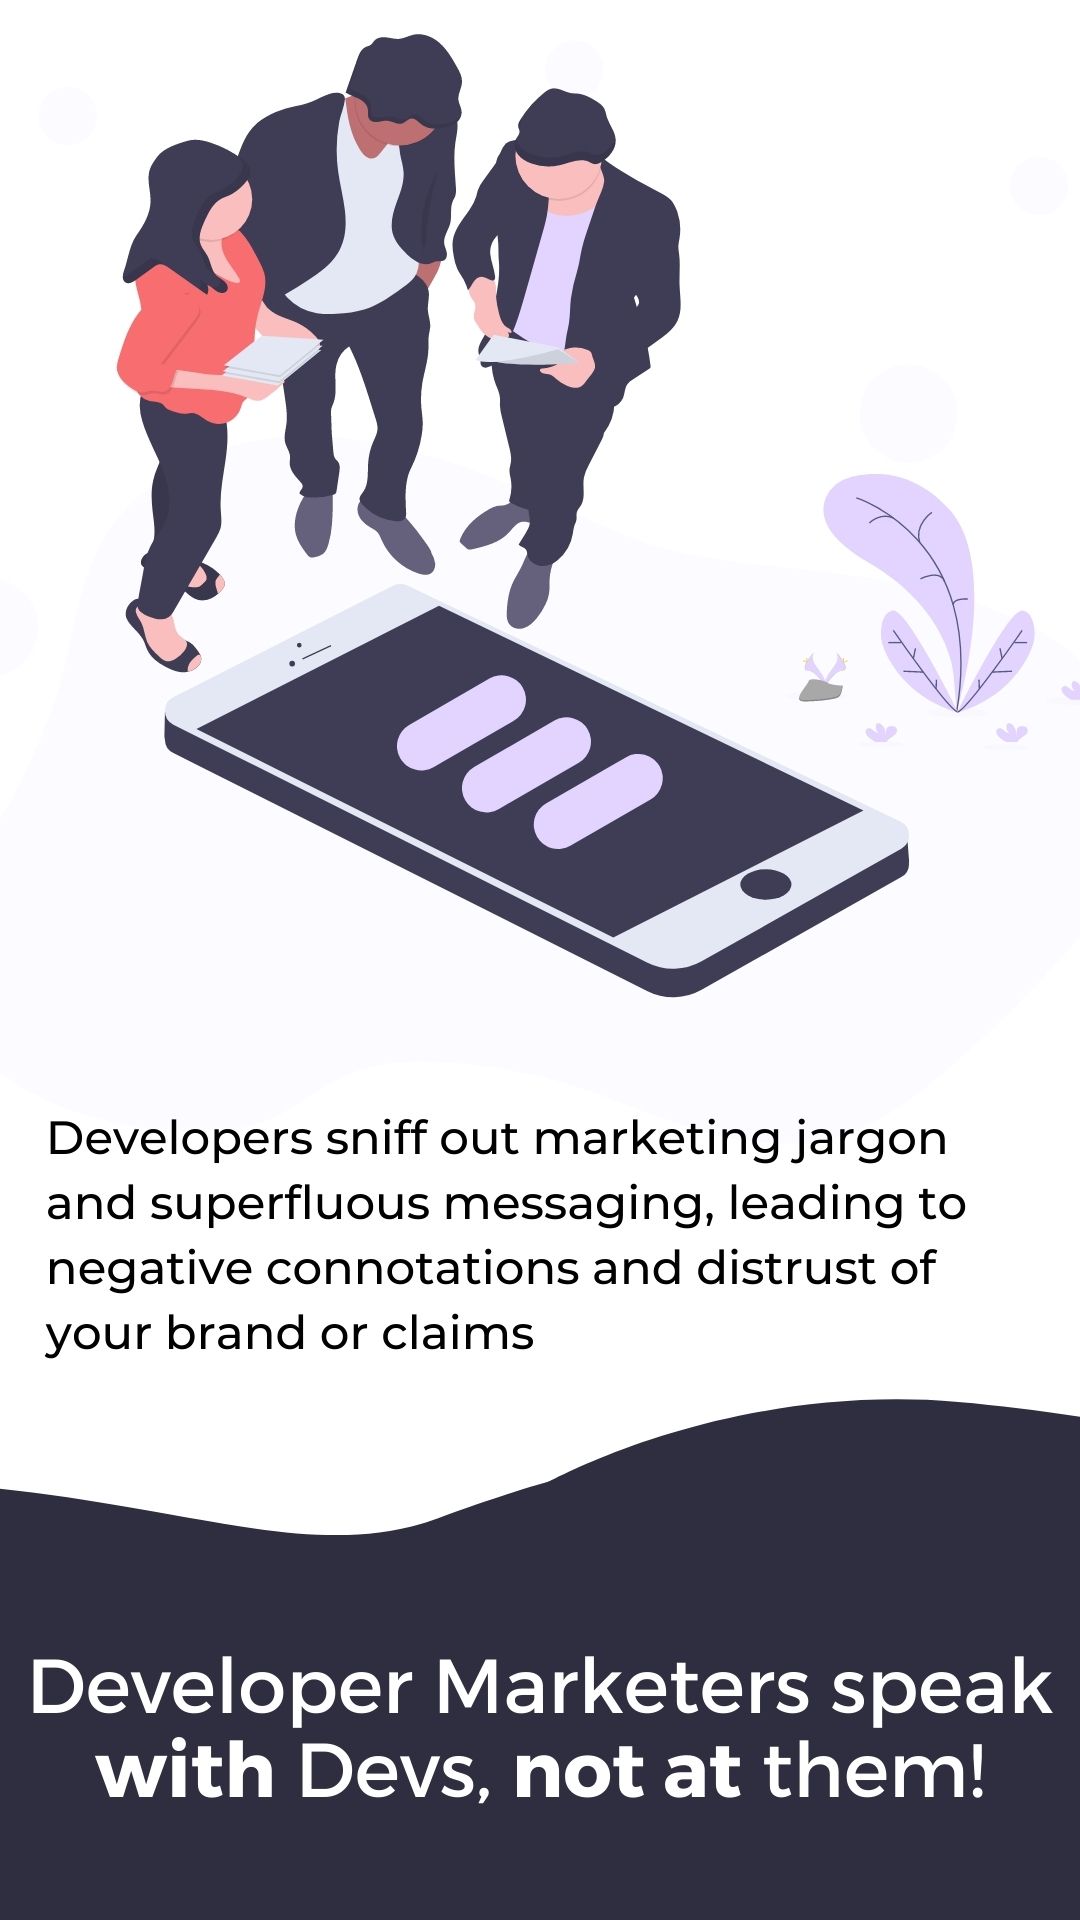 Developers sniff out marketing jargon
and superfluous messaging, leading to
negative connotations and distrust of
your brand or claims
Developer Marketers speak
with Devs, not at them!